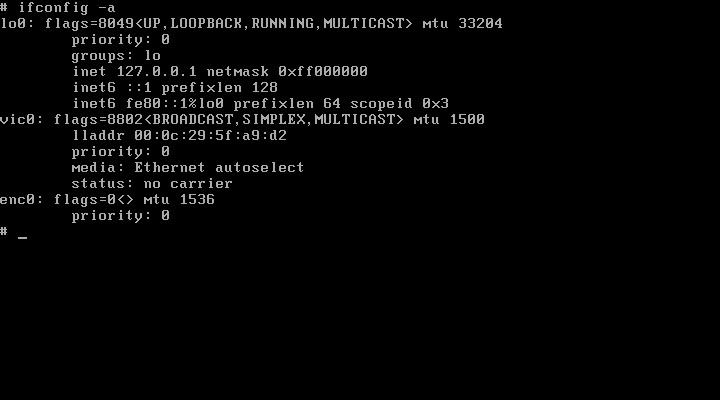 # ifconfig -a
lo0: flags=8049<UP,LOOPBACK,RUNNING,MULTICAST> mtu 33204
        priority: 0
        groups: lo
        inet 127.0.0.1 netmask 0xff000000
        inet6 ::1 prefixlen 128
        inet6 fe80::1%lo0 prefixlen 64 scopeid 0x3
vic0: flags=8802<BROADCAST,SIMPLEX,MULTICAST> mtu 1500
        lladdr 00:0c:29:5f:a9:d2
        priority: 0
        media: Ethernet autoselect
        status: no carrier
enc0: flags=0<> mtu 1536
        priority: 0
# _